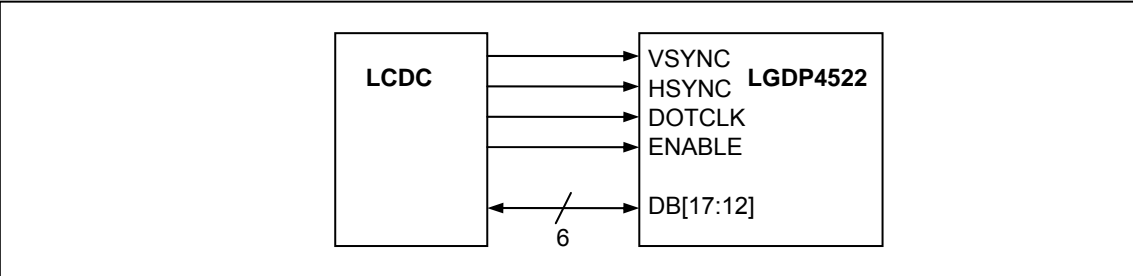 LCDC
VSYNC
LGDP4522
HSYNC
DOTCLK
ENABLE
DB[17:12]
6